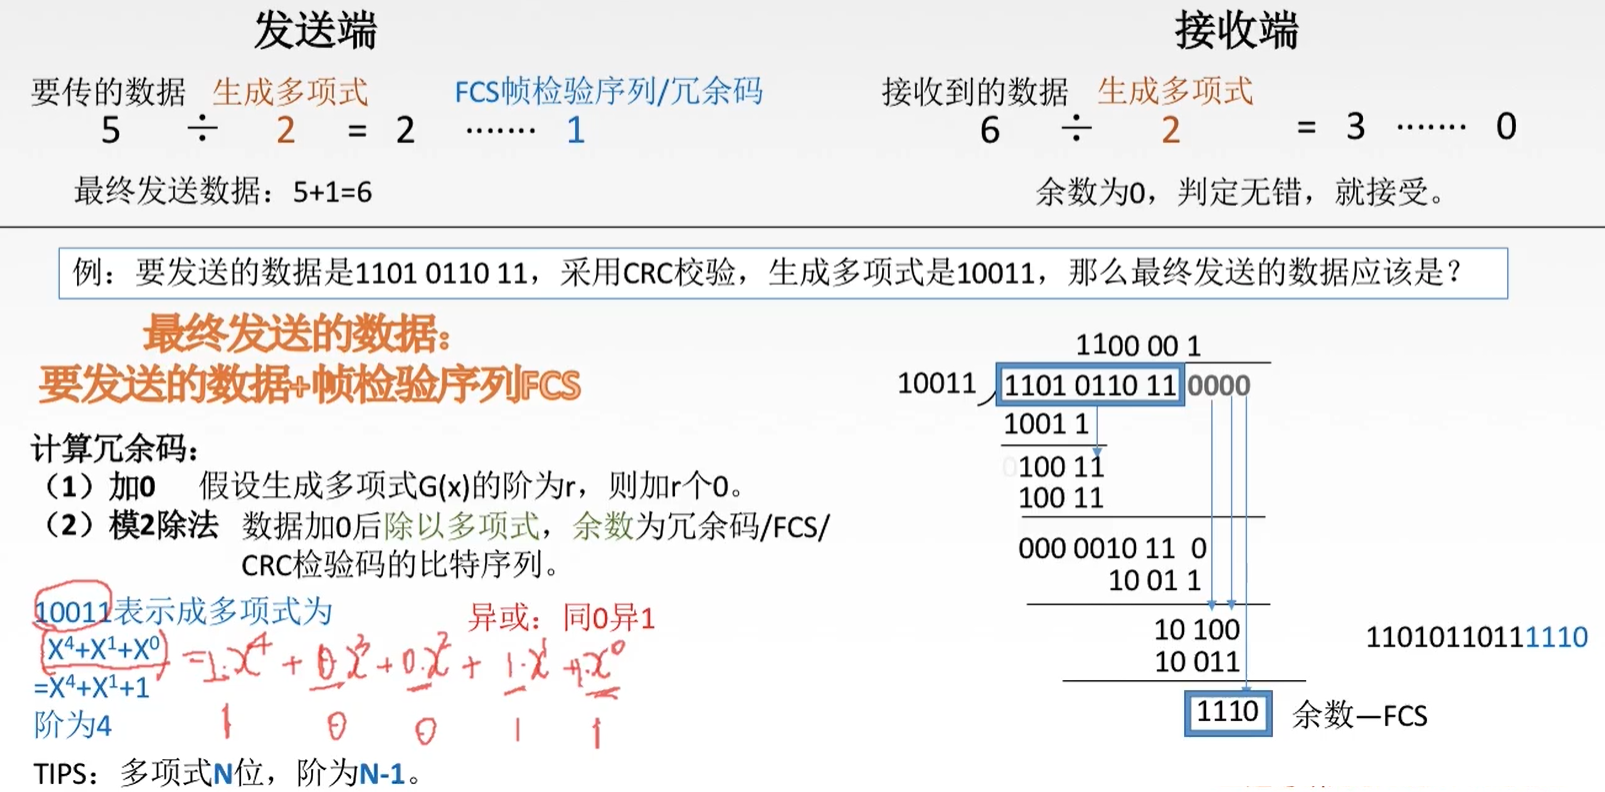 发送端
接收端
要传的数据 生成多项式 FCS帧检验序列/冗余码
5 ÷ 2 = 2 ······· 1
最终发送数据：5+1=6
接收到的数据 生成多项式
6 ÷ 2 = 3 ······· 0
余数为0，判定无错，就接受。
例：要发送的数据是1101 0110 11，采用CRC校验，生成多项式是10011，那么最终发送的数据应该是？
最终发送的数据：
要发送的数据+帧检验序列FCS
计算冗余码：
（1）加0 假设生成多项式G(x)的阶为r，则加r个0。
（2）模2除法 数据加0后除以多项式，余数为冗余码/FCS/
CRC检验码的比特序列。
10011表示成多项式为
异或：同0异1
X⁴+X¹+X⁰ =1·x⁴ + 0·x³ + 0·x² + 1·x¹ + 1·x⁰
=X⁴+X¹+1
阶为4
1 0 0 1 1
TIPS：多项式N位，阶为N-1。
1100 00 1
10011 1101 0110 11 0000
1001 1
0100 11
100 11
000 0010 11 0
10 01 1
10 100
10 011
1110 余数—FCS
11010110111110